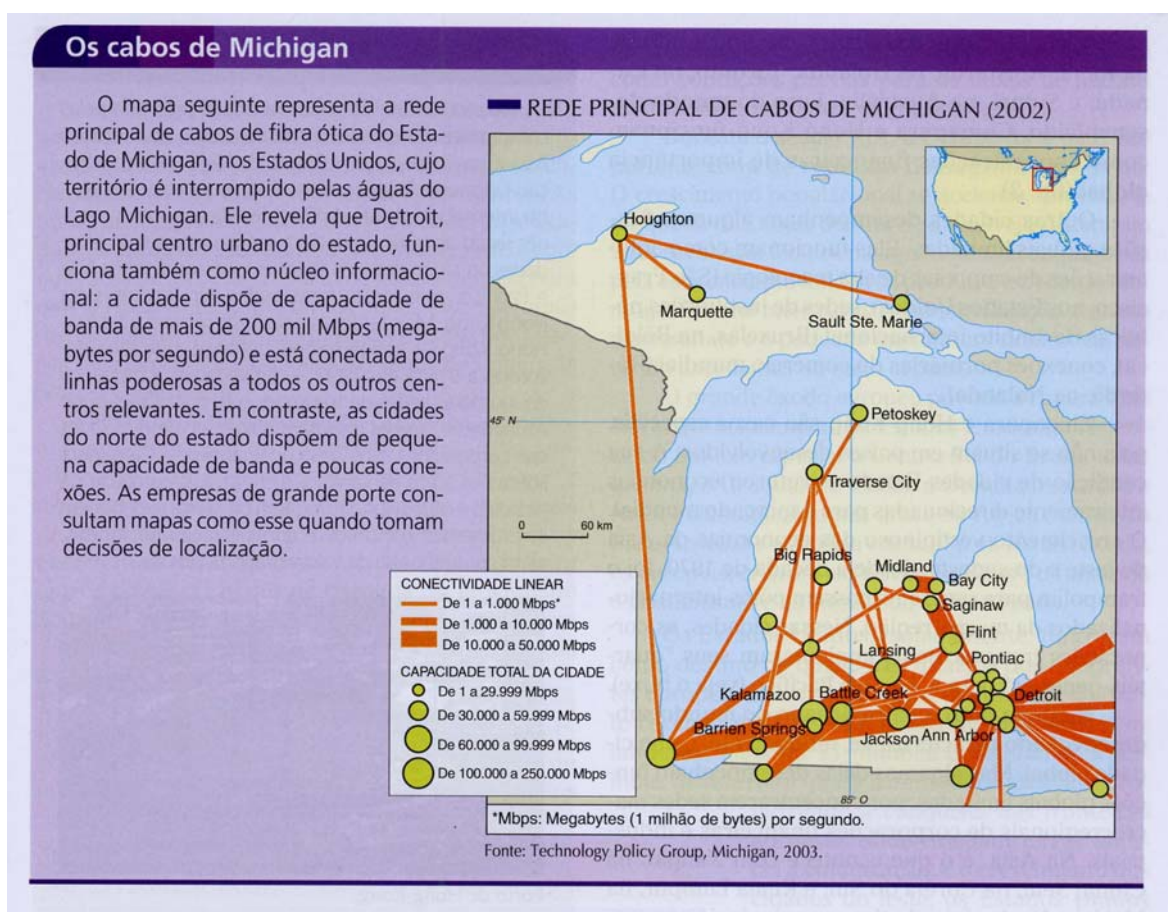 Os cabos de Michigan
O mapa seguinte representa a rede
principal de cabos de fibra ótica do Esta-
do de Michigan, nos Estados Unidos, cujo
território é interrompido pelas águas do
Lago Michigan. Ele revela que Detroit,
principal centro urbano do estado, fun-
ciona também como núcleo informacio-
nal: a cidade dispõe de capacidade de
banda de mais de 200 mil Mbps (mega-
bytes por segundo) e está conectada por
linhas poderosas a todos os outros cen-
tros relevantes. Em contraste, as cidades
do norte do estado dispõem de peque-
na capacidade de banda e poucas cone-
xões. As empresas de grande porte con-
sultam mapas como esse quando tomam
decisões de localização.
REDE PRINCIPAL DE CABOS DE MICHIGAN (2002)
Houghton
Marquette
Sault Ste. Marie
45° N
Petoskey
Traverse City
0 60 km
Big Rapids
Midland
Bay City
Saginaw
Flint
Lansing
Pontiac
Kalamazoo
Battle Creek
Detroit
Barrien Springs
Jackson
Ann Arbor
85° O
CONECTIVIDADE LINEAR
De 1 a 1.000 Mbps*
De 1.000 a 10.000 Mbps
De 10.000 a 50.000 Mbps
CAPACIDADE TOTAL DA CIDADE
De 1 a 29.999 Mbps
De 30.000 a 59.999 Mbps
De 60.000 a 99.999 Mbps
De 100.000 a 250.000 Mbps
*Mbps: Megabytes (1 milhão de bytes) por segundo.
Fonte: Technology Policy Group, Michigan, 2003.